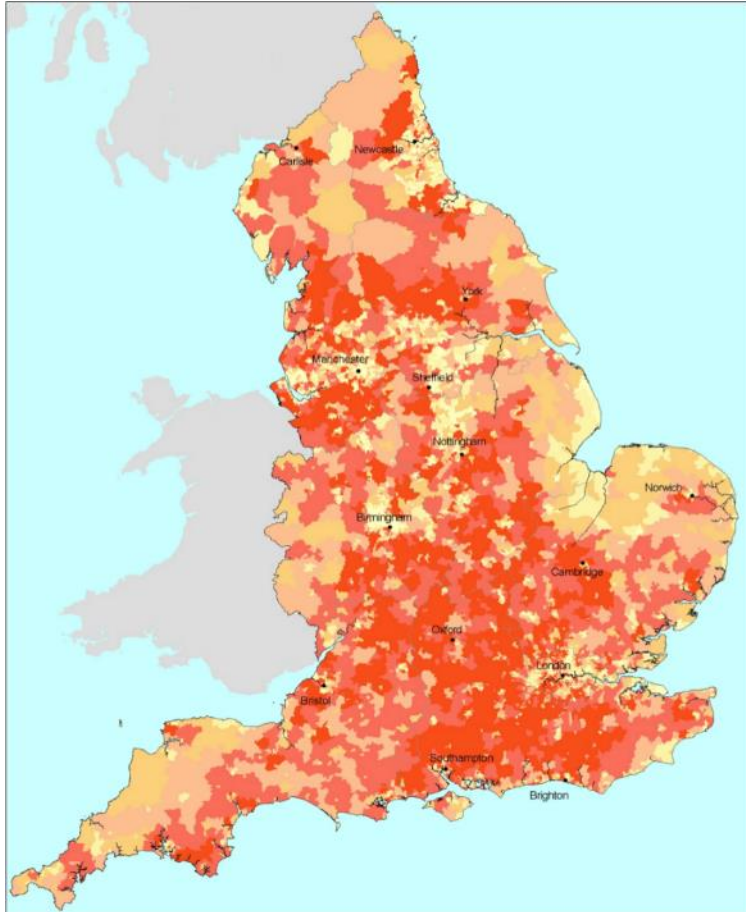 Newcastle
Carlisle
York
Manchester
Sheffield
Nottingham
Norwich
Birmingham
Cambridge
Oxford
London
Bristol
Southampton
Brighton